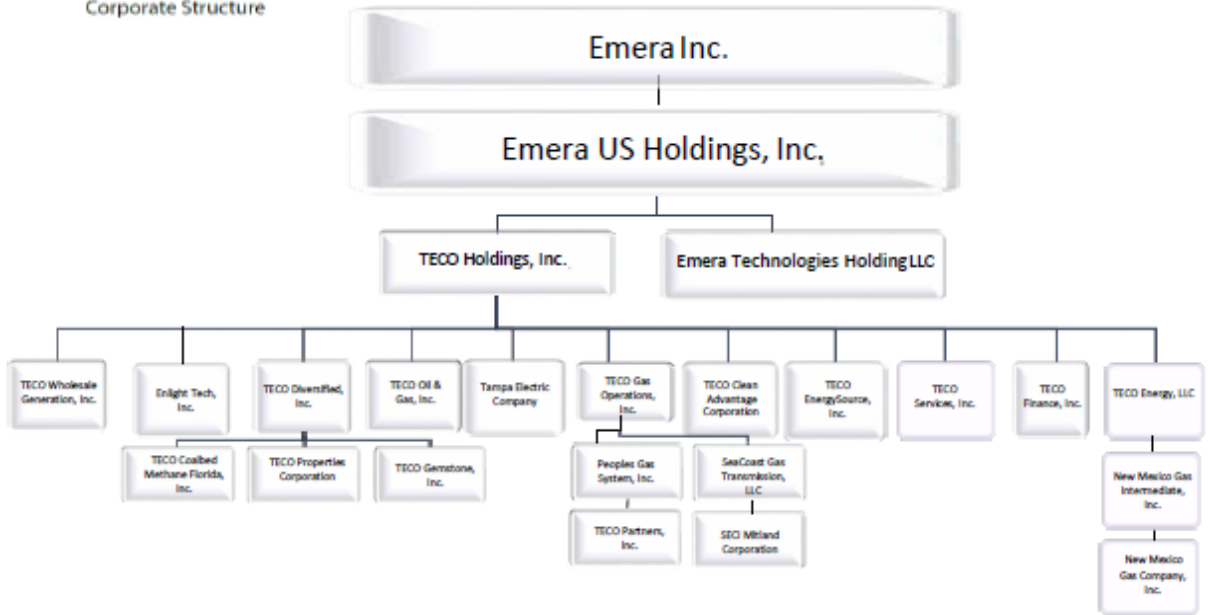 Corporate Structure
Emera Inc.
Emera US Holdings, Inc.
TECO Holdings, Inc.
Emera Technologies Holding LLC
TECO Wholesale
Generation, Inc.
Enlight Tech,
Inc.
TECO Diversified,
Inc.
TECO Oil &
Gas, Inc.
Tampa Electric
Company
TECO Gas
Operations,
Inc.
TECO Clean
Advantage
Corporation
TECO
EnergySource,
Inc.
TECO
Services, Inc.
TECO
Finance, Inc.
TECO Energy, LLC
TECO Coalbed
Methane Florida,
Inc.
TECO Properties
Corporation
TECO Gemstone,
Inc.
Peoples Gas
System, Inc.
SeaCoast Gas
Transmission,
LLC
New Mexico Gas
Intermediate,
Inc.
TECO Partners,
Inc.
SECI Mitland
Corporation
New Mexico
Gas Company,
Inc.